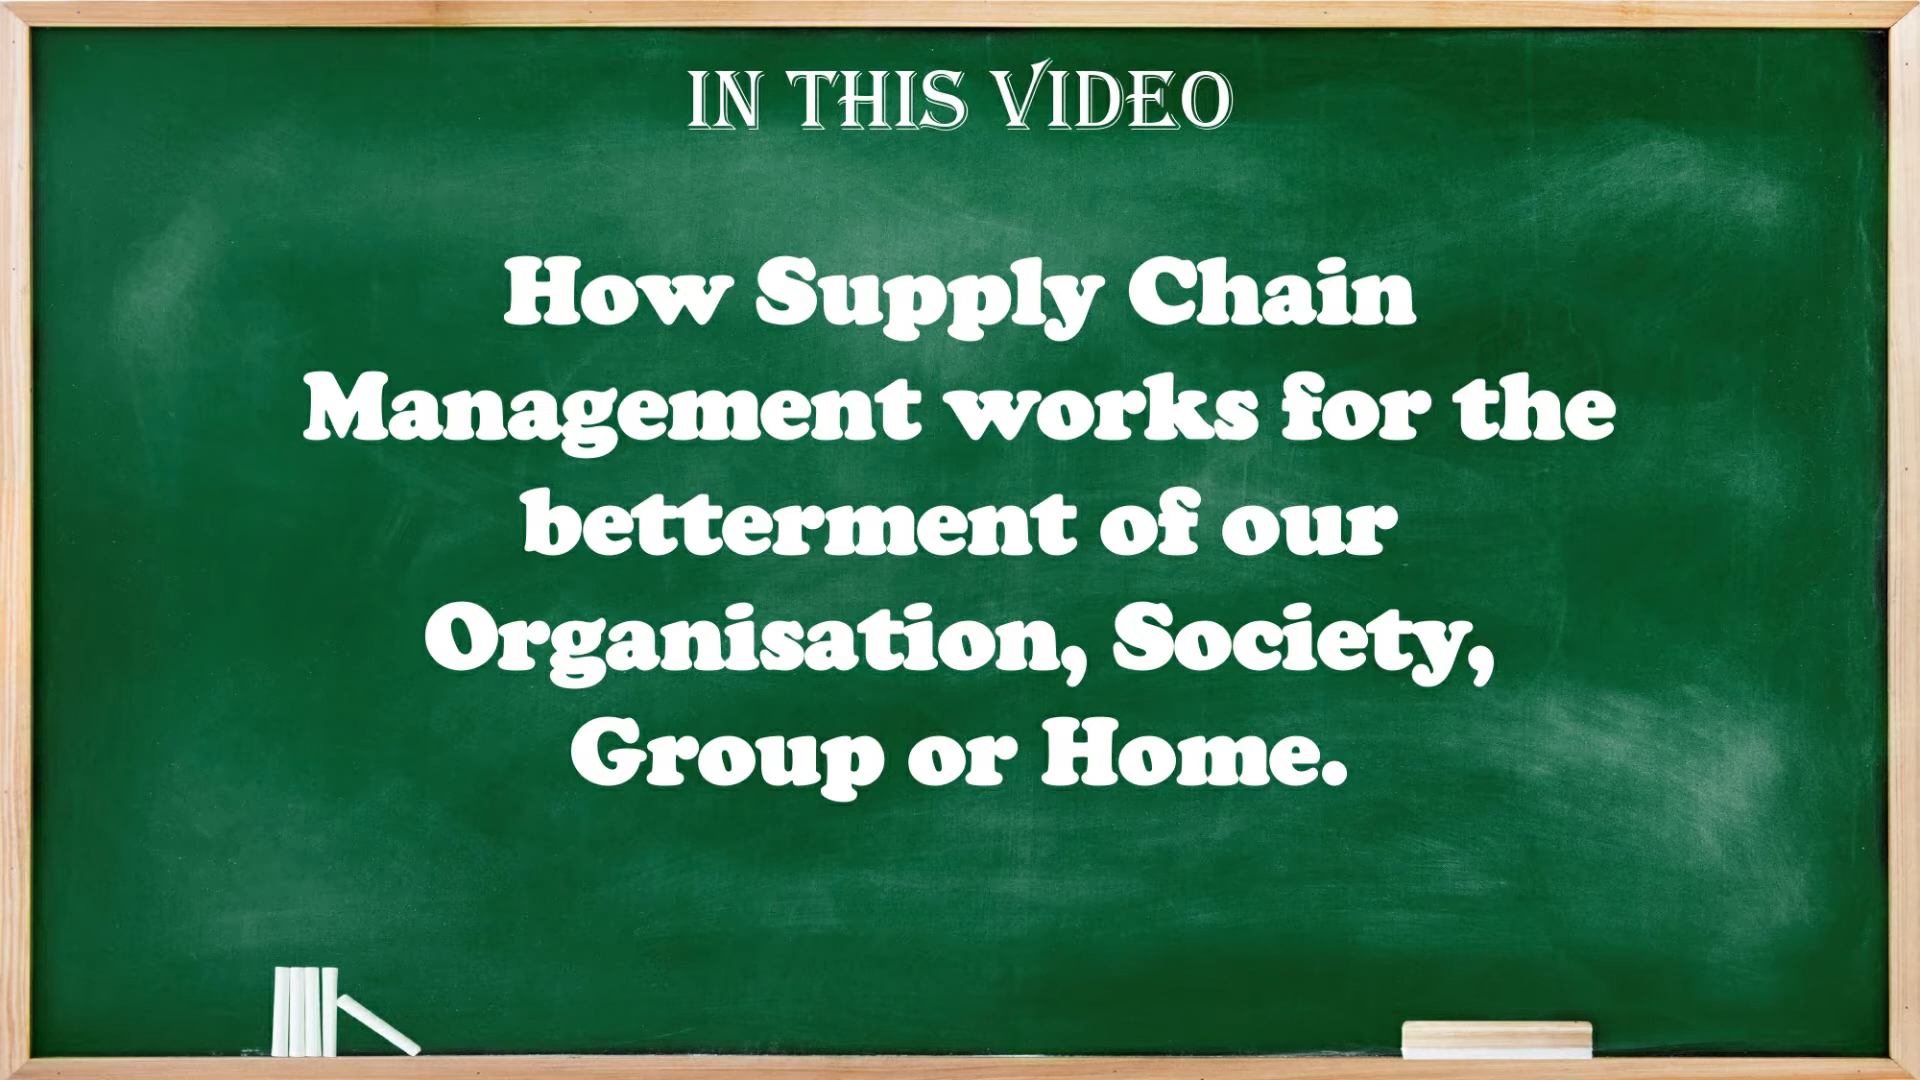 IN THIS VIDEO
How Supply Chain
Management works for the
betterment of our
Organisation, Society,
Group or Home.